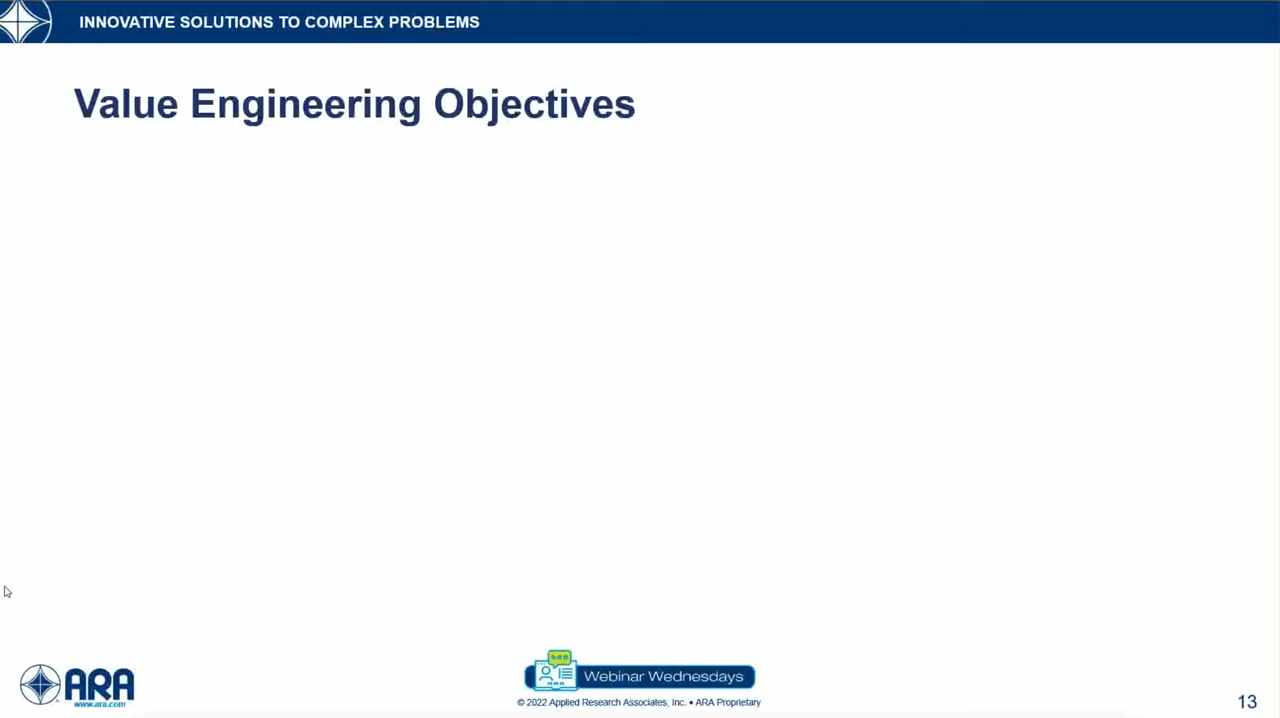 INNOVATIVE SOLUTIONS TO COMPLEX PROBLEMS
Value Engineering Objectives
ARA
www.ara.com
Webinar Wednesdays
© 2022 Applied Research Associates, Inc. • ARA Proprietary
13